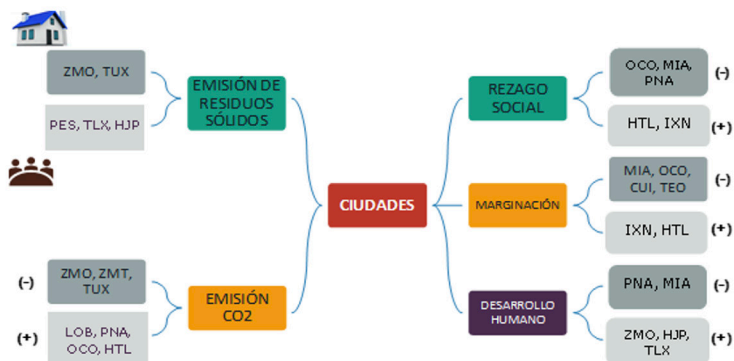 ZMO, TUX
PES, TLX, HJP
EMISIÓN DE
RESIDUOS
SÓLIDOS
(-)
ZMO, ZMT,
TUX
(+)
LOB, PNA,
OCO, HTL
EMISIÓN
CO2
CIUDADES
REZAGO
SOCIAL
OCO, MIA,
PNA
(-)
HTL, IXN
(+)
MARGINACIÓN
MIA, OCO,
CUI, TEO
(-)
IXN, HTL
(+)
DESARROLLO
HUMANO
PNA, MIA
(-)
ZMO, HJP,
TLX
(+)